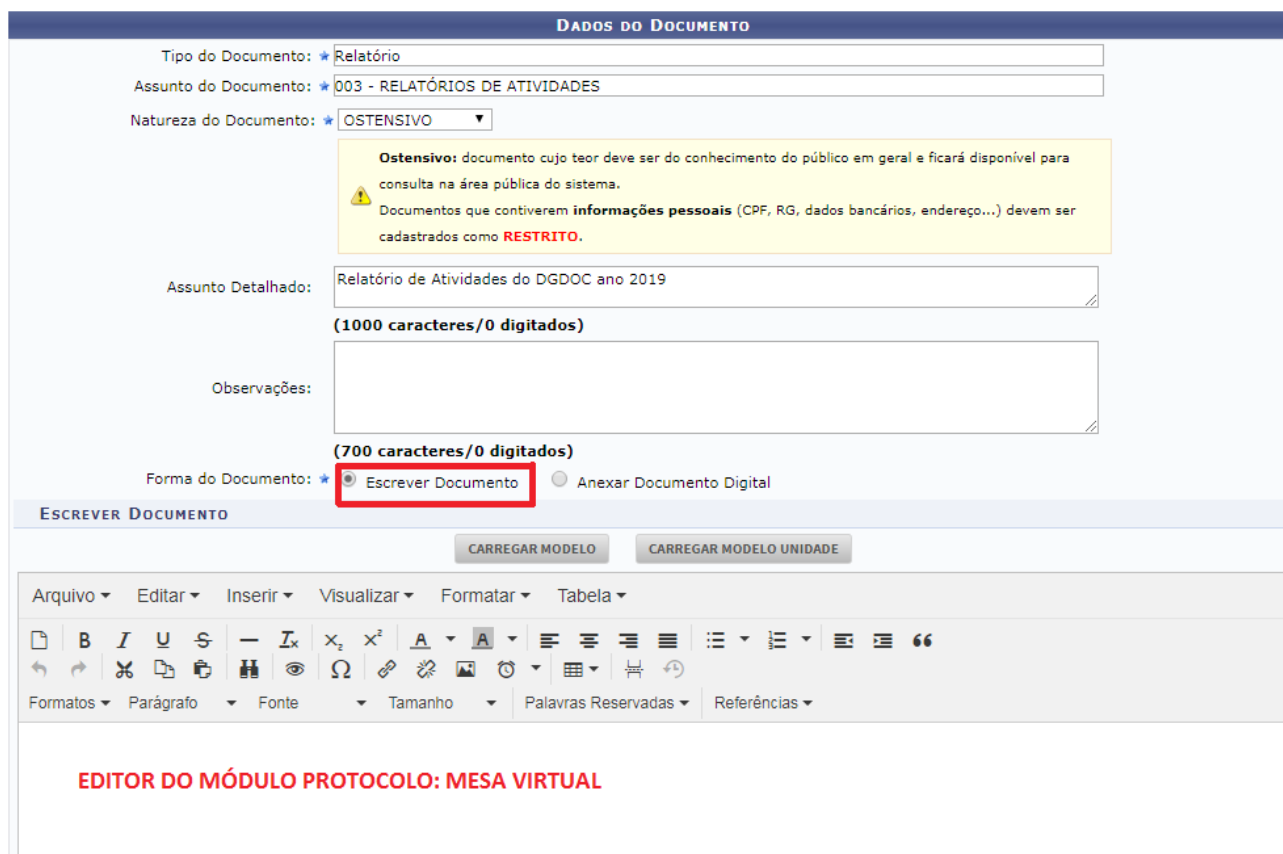 DADOS DO DOCUMENTO
Tipo do Documento: Relatório
Assunto do Documento: 003 - RELATÓRIOS DE ATIVIDADES
Natureza do Documento: OSTENSIVO
Ostensivo: documento cujo teor deve ser do conhecimento do público em geral e ficará disponível para
consulta na área pública do sistema.
Documentos que contiverem informações pessoais (CPF, RG, dados bancários, endereço...) devem ser
cadastrados como RESTRITO.
Assunto Detalhado: Relatório de Atividades do DGDOC ano 2019
(1000 caracteres/0 digitados)
Observações:
(700 caracteres/0 digitados)
Forma do Documento: Escrever Documento Anexar Documento Digital
ESCREVER DOCUMENTO
CARREGAR MODELO CARREGAR MODELO UNIDADE
Arquivo Editar Inserir Visualizar Formatar Tabela
Formatos Parágrafo Fonte Tamanho Palavras Reservadas Referências
EDITOR DO MÓDULO PROTOCOLO: MESA VIRTUAL